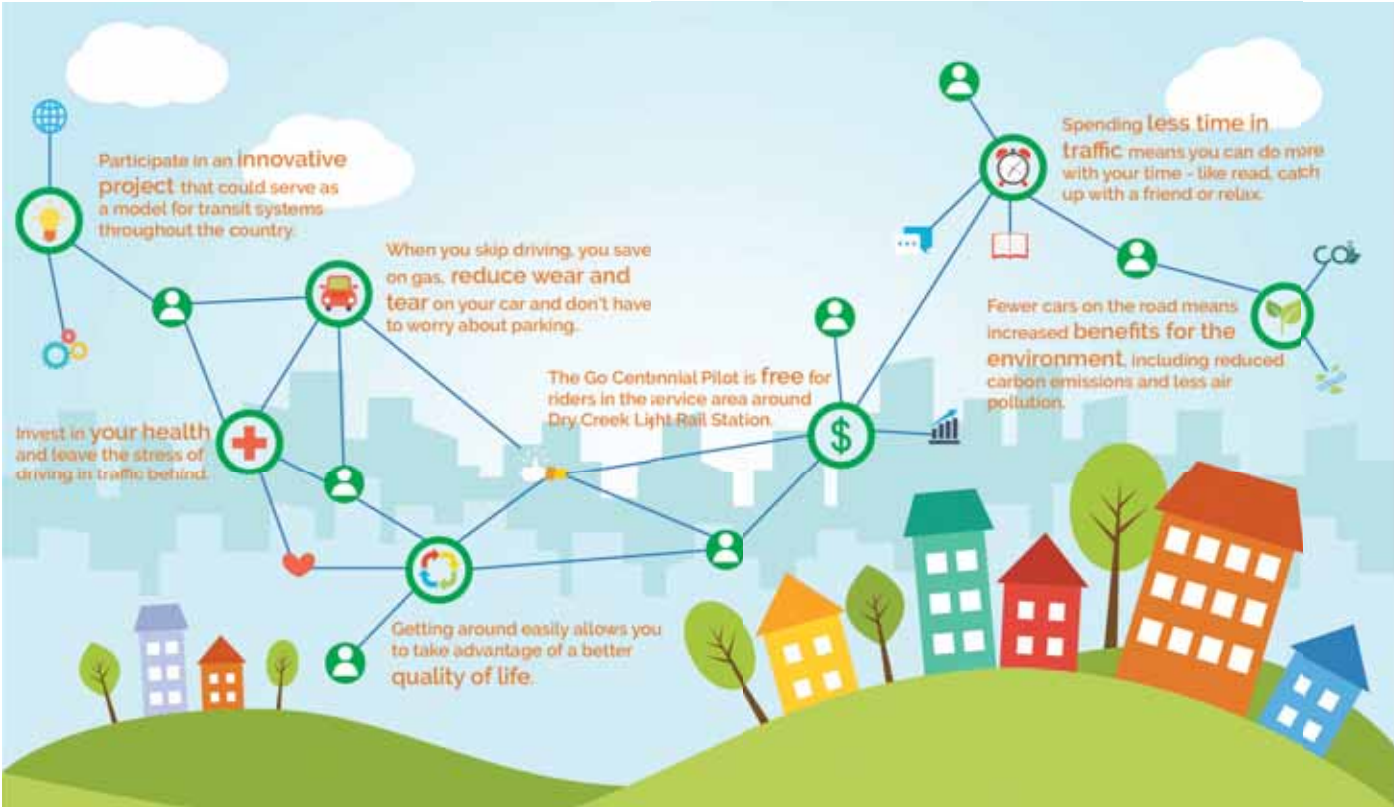 Participate in an innovative
project that could serve as
a model for transit systems
throughout the country.
When you skip driving, you save
on gas, reduce wear and
tear on your car and don't have
to worry about parking.
Invest in your health
and leave the stress of
driving in traffic behind.
Getting around easily allows you
to take advantage of a better
quality of life.
The Go Centennial Pilot is free for
riders in the service area around
Dry Creek Light Rail Station.
$
Spending less time in
traffic means you can do more
with your time - like read, catch
up with a friend or relax.
Fewer cars on the road means
increased benefits for the
environment, including reduced
carbon emissions and less air
pollution.
CO2